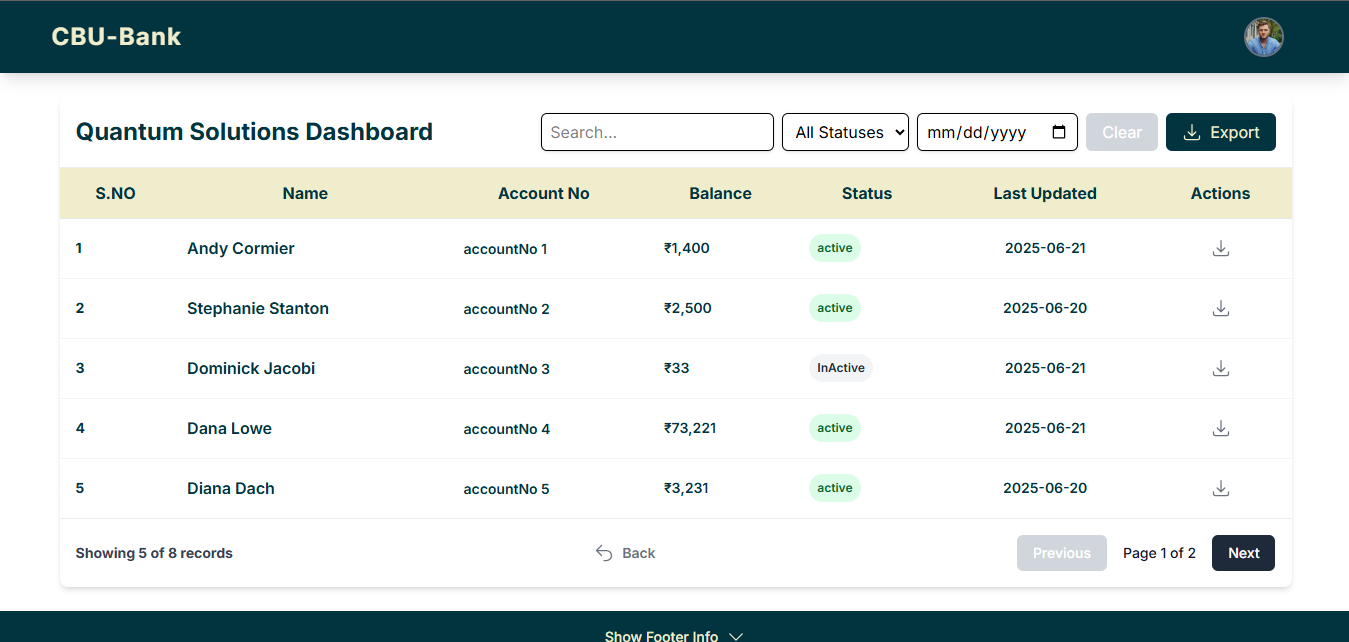 CBU-Bank
Quantum Solutions Dashboard Search... All Statuses mm/dd/yyyy Clear Export
S.NO Name Account No Balance Status Last Updated Actions
1 Andy Cormier accountNo 1 ₹1,400 active 2025-06-21
2 Stephanie Stanton accountNo 2 ₹2,500 active 2025-06-20
3 Dominick Jacobi accountNo 3 ₹33 InActive 2025-06-21
4 Dana Lowe accountNo 4 ₹73,221 active 2025-06-21
5 Diana Dach accountNo 5 ₹3,231 active 2025-06-20
Showing 5 of 8 records Back Previous Page 1 of 2 Next
Show Footer Info